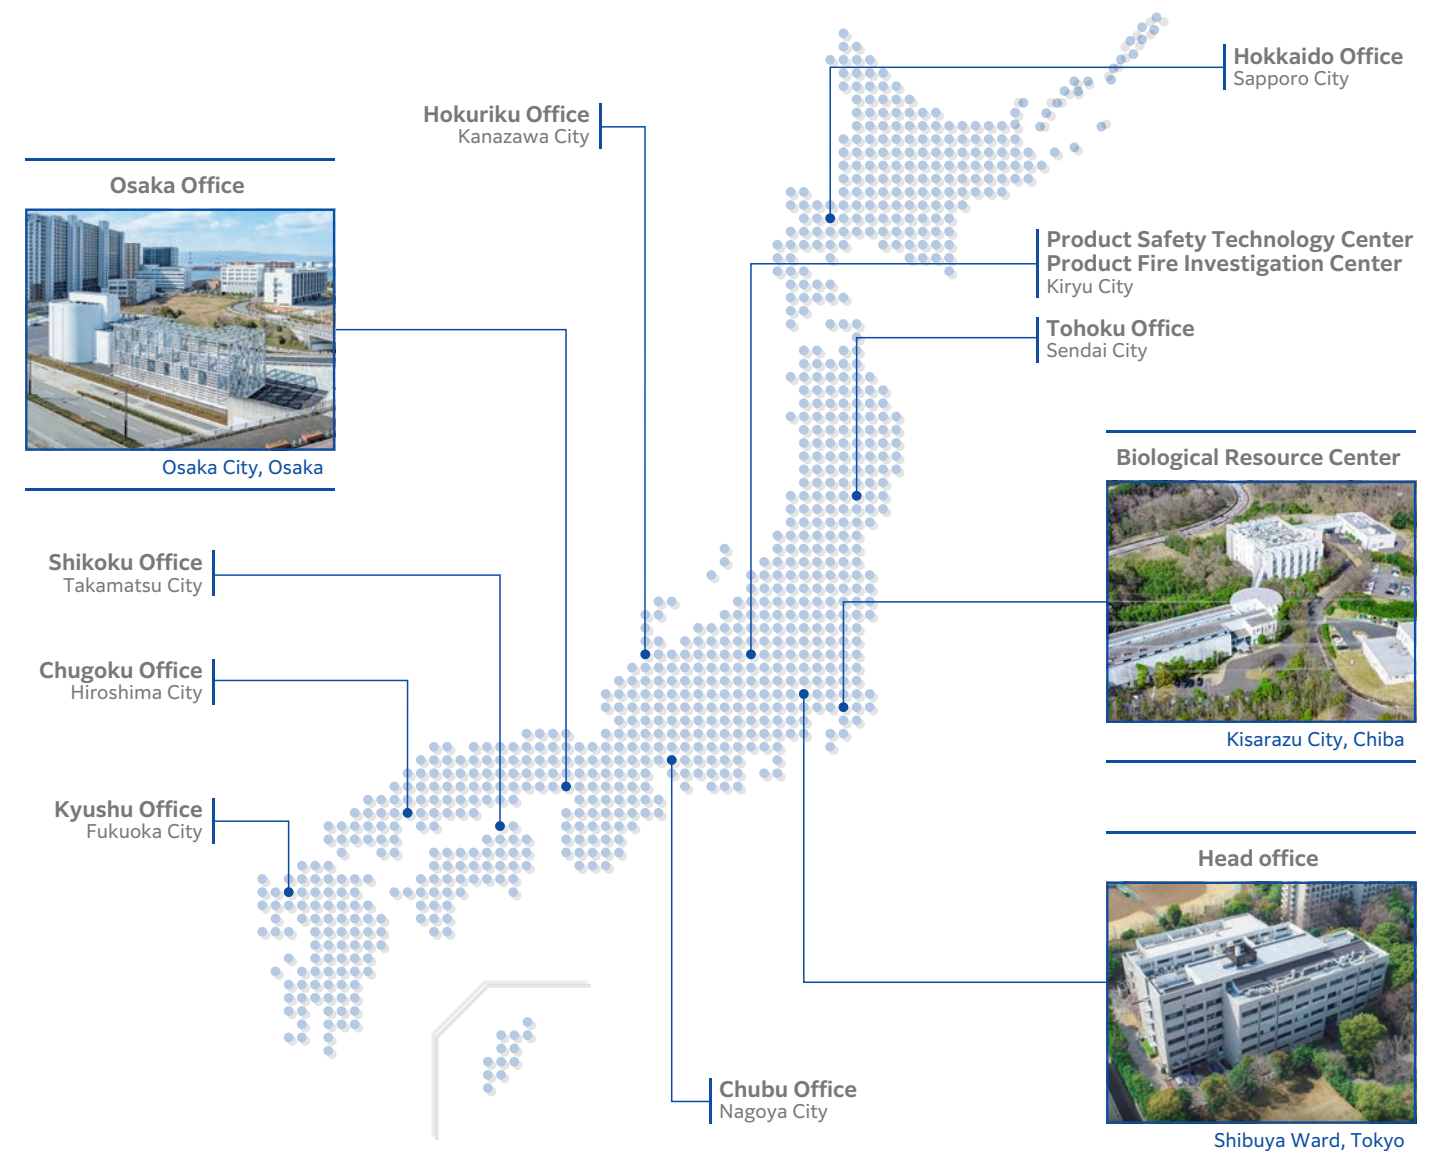 Hokkaido Office
Sapporo City
Hokuriku Office
Kanazawa City
Osaka Office
Osaka City, Osaka
Product Safety Technology Center
Product Fire Investigation Center
Kiryu City
Tohoku Office
Sendai City
Biological Resource Center
Kisarazu City, Chiba
Shikoku Office
Takamatsu City
Chugoku Office
Hiroshima City
Kyushu Office
Fukuoka City
Head office
Shibuya Ward, Tokyo
Chubu Office
Nagoya City